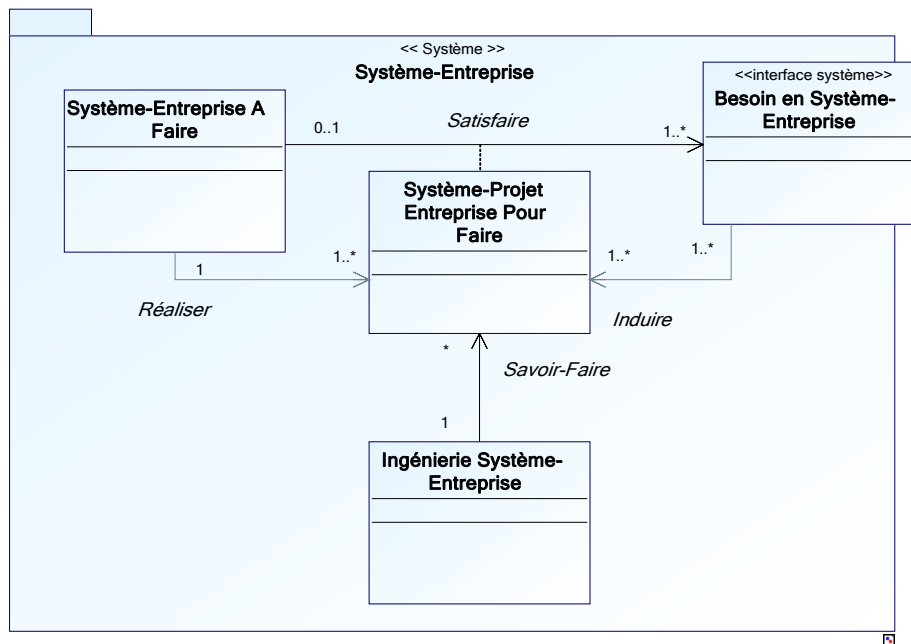 << Système >>
Système-Entreprise
<<interface système>>
Besoin en Système-
Entreprise
Système-Entreprise A
Faire
0..1
Satisfaire
1..*
Système-Projet
Entreprise Pour
Faire
1
1..*
1..*
1..*
Réaliser
Induire
*
Savoir-Faire
1
Ingénierie Système-
Entreprise